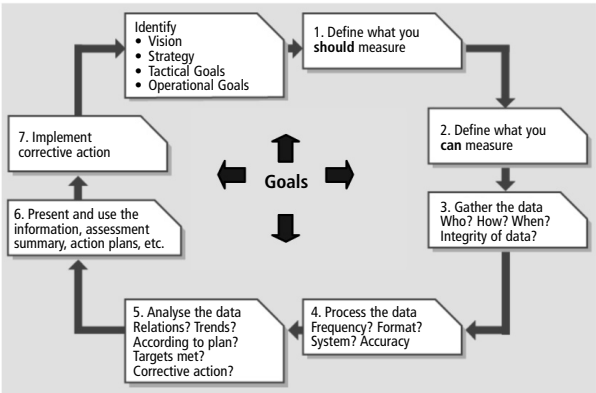 Identify
• Vision
• Strategy
• Tactical Goals
• Operational Goals
1. Define what you
should measure
2. Define what you
can measure
3. Gather the data
Who? How? When?
Integrity of data?
4. Process the data
Frequency? Format?
System? Accuracy
5. Analyse the data
Relations? Trends?
According to plan?
Targets met?
Corrective action?
6. Present and use the
information, assessment
summary, action plans, etc.
7. Implement
corrective action
Goals